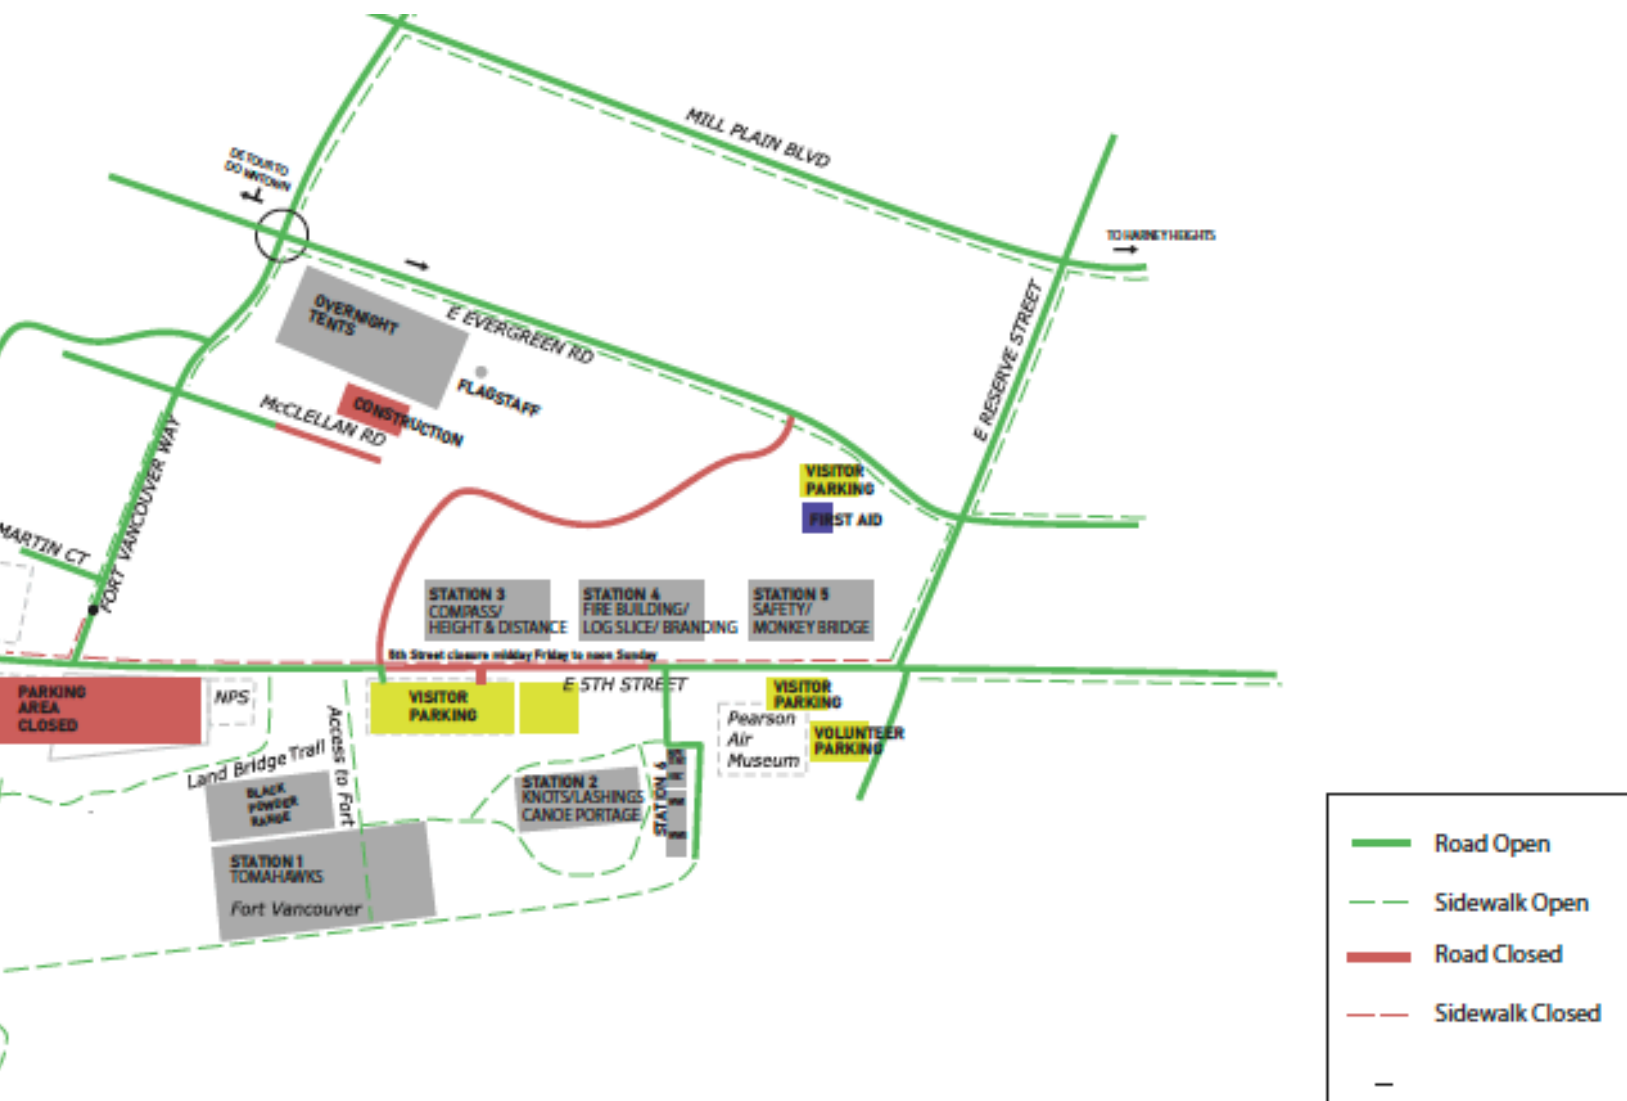 MILL PLAIN BLVD
DETOUR TO
DOWNTOWN
TO HARNEY HEIGHTS
E RESERVE STREET
OVERNIGHT
TENTS
E EVERGREEN RD
FLAGSTAFF
CONSTRUCTION
McCLELLAN RD
FORT VANCOUVER WAY
MARTIN CT
VISITOR
PARKING
FIRST AID
STATION 3
COMPASS/
HEIGHT & DISTANCE
STATION 4
FIRE BUILDING/
LOG SLICE/ BRANDING
STATION 5
SAFETY/
MONKEY BRIDGE
5th Street closure midday Friday to noon Sunday
E 5TH STREET
PARKING
AREA
CLOSED
NPS
Access to Fort
VISITOR
PARKING
VISITOR
PARKING
Pearson
Air
Museum
VOLUNTEER
PARKING
Land Bridge Trail
BLACK
POWDER
RANGE
STATION 2
KNOTS/LASHINGS
CANOE PORTAGE
STATION 6
STATION 1
TOMAHAWKS
Fort Vancouver
Road Open
Sidewalk Open
Road Closed
Sidewalk Closed